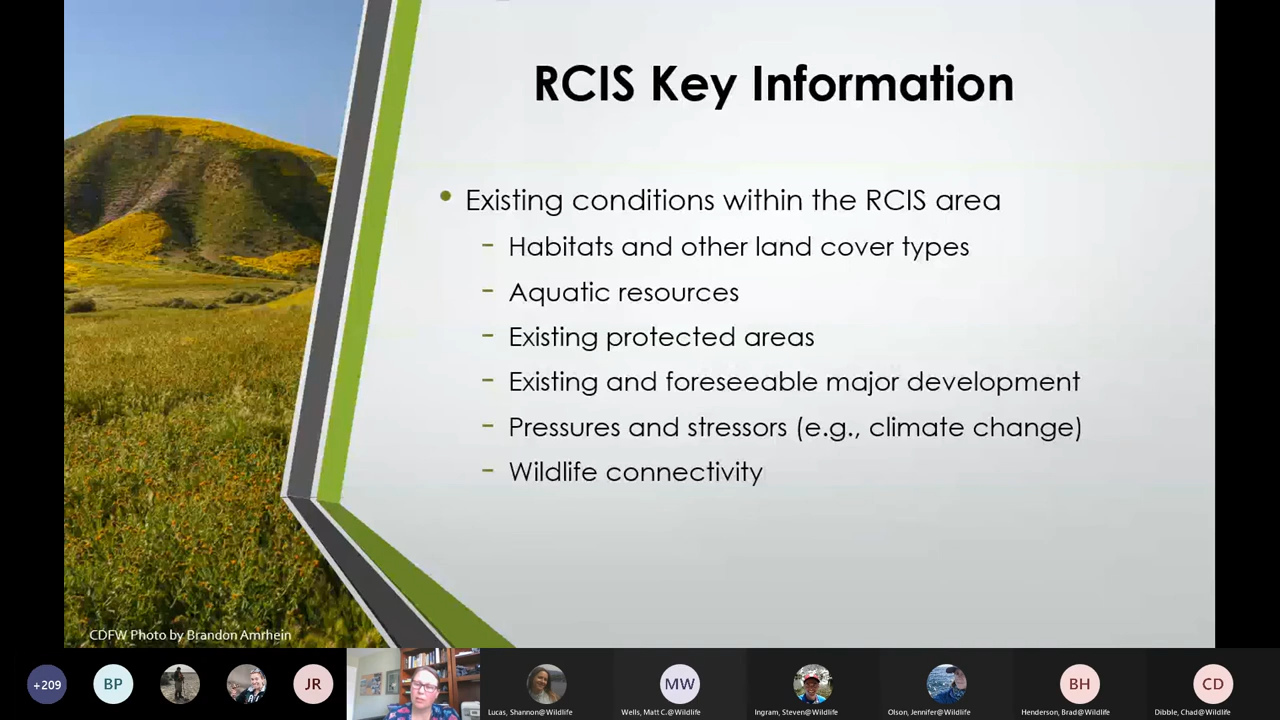 RCIS Key Information
• Existing conditions within the RCIS area
- Habitats and other land cover types
- Aquatic resources
- Existing protected areas
- Existing and foreseeable major development
- Pressures and stressors (e.g., climate change)
- Wildlife connectivity
CDFW Photo by Brandon Amrhein
+209
BP
JR
MW
BH
CD
Lucas, Shannon@Wildlife
Wells, Matt C.@Wildlife
Ingram, Steven@Wildlife
Olson, Jennifer@Wildlife
Henderson, Brad@Wildlife
Dibble, Chad@Wildlife